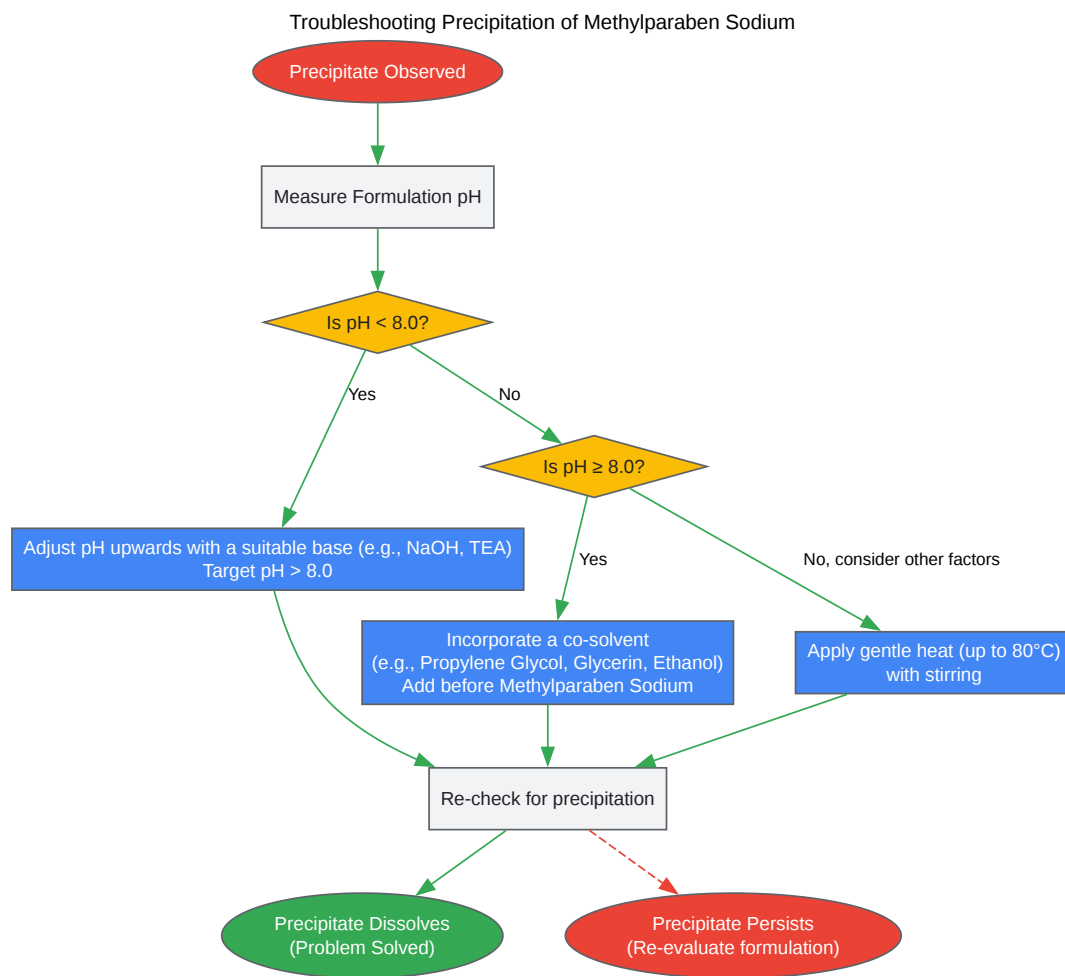 Troubleshooting Precipitation of Methylparaben Sodium
Precipitate Observed
Measure Formulation pH
Is pH < 8.0?
Yes
No
Is pH ≥ 8.0?
Adjust pH upwards with a suitable base (e.g., NaOH, TEA)
Target pH > 8.0
Yes
No, consider other factors
Incorporate a co-solvent
(e.g., Propylene Glycol, Glycerin, Ethanol)
Add before Methylparaben Sodium
Apply gentle heat (up to 80°C)
with stirring
Re-check for precipitation
Precipitate Dissolves
(Problem Solved)
Precipitate Persists
(Re-evaluate formulation)